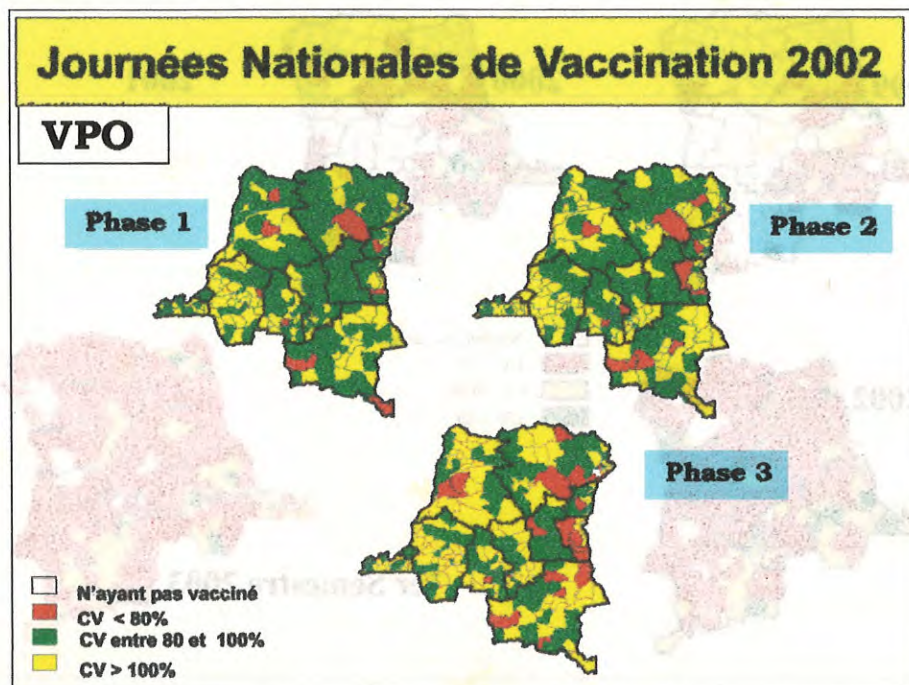 Journées Nationales de Vaccination 2002
VPO
Phase 1
Phase 2
Phase 3
N'ayant pas vacciné
CV < 80%
CV entre 80 et 100%
CV > 100%